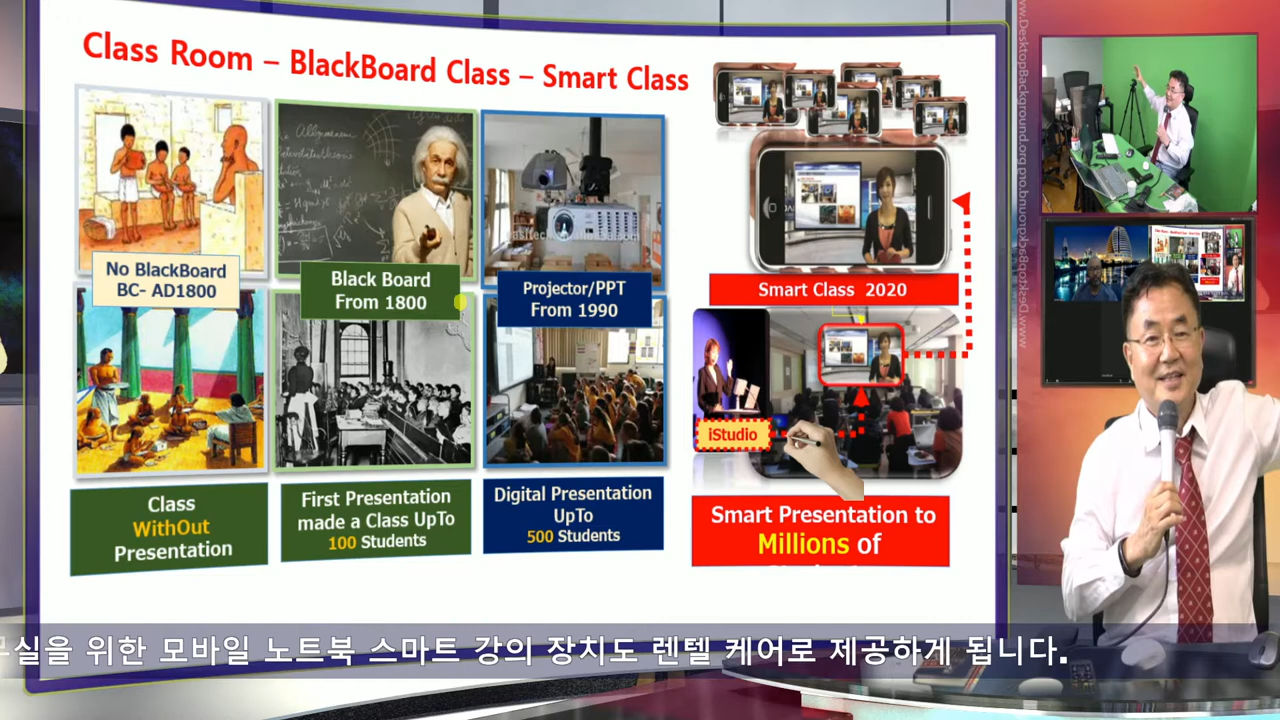 Class Room – BlackBoard Class – Smart Class
No BlackBoard
BC- AD1800
Black Board
From 1800
Projector/PPT
From 1990
Smart Class 2020
iStudio
Class
WithOut
Presentation
First Presentation
made a Class UpTo
100 Students
Digital Presentation
UpTo
500 Students
Smart Presentation to
Millions of
www.DesktopBackground.org
을 위한 모바일 노트북 스마트 강의 장치도 렌텔 케어로 제공하게 됩니다.